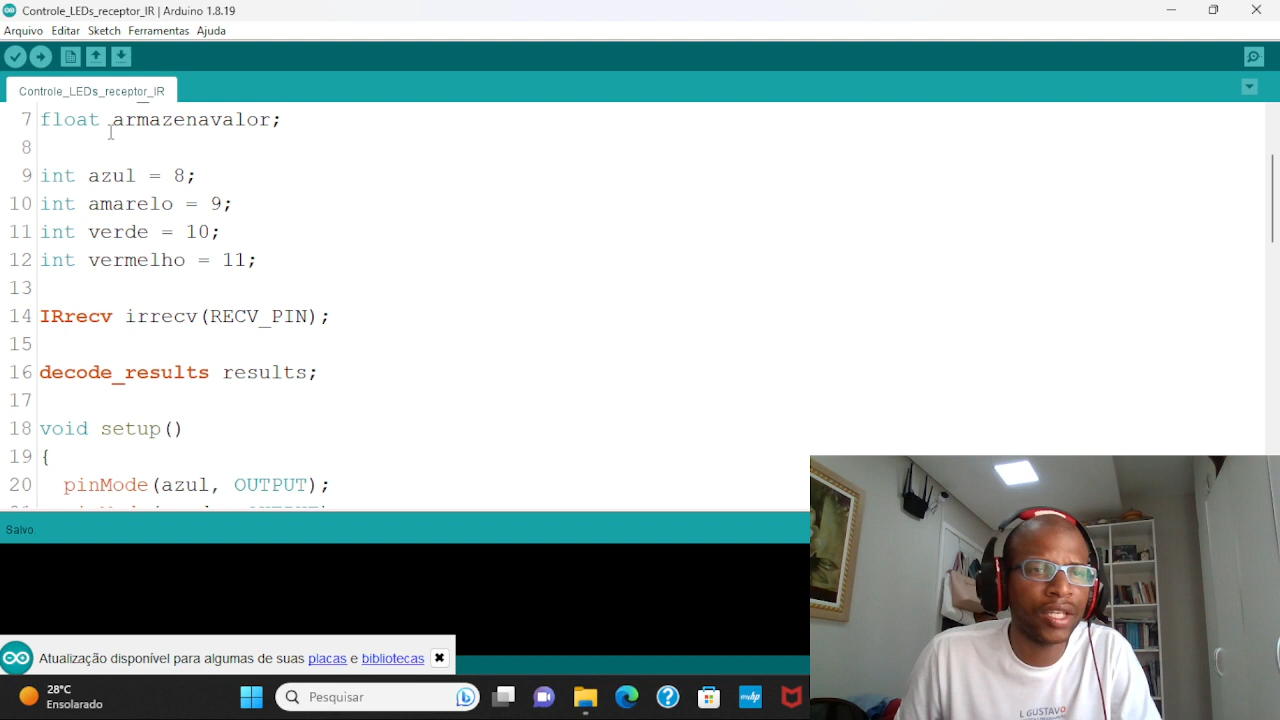 Controle_LEDs_receptor_IR | Arduino 1.8.19
Arquivo Editar Sketch Ferramentas Ajuda
Controle_LEDs_receptor_IR
7 float armazenavalor;
8
9 int azul = 8;
10 int amarelo = 9;
11 int verde = 10;
12 int vermelho = 11;
13
14 IRrecv irrecv(RECV_PIN);
15
16 decode_results results;
17
18 void setup()
19 {
20 pinMode(azul, OUTPUT);
Salvo.
Atualização disponível para algumas de suas placas e bibliotecas
28°C
Ensolarado
Pesquisar
myhp
L GUSTAVO